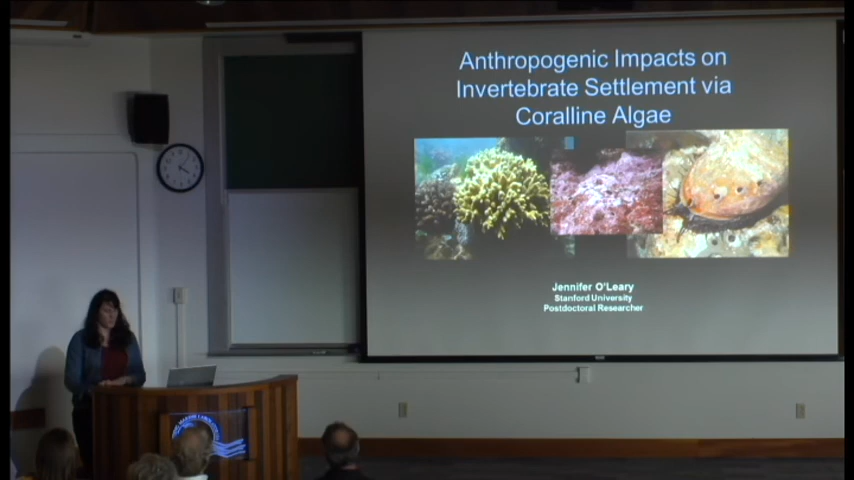 Anthropogenic Impacts on
Invertebrate Settlement via
Coralline Algae
Jennifer O'Leary
Stanford University
Postdoctoral Researcher